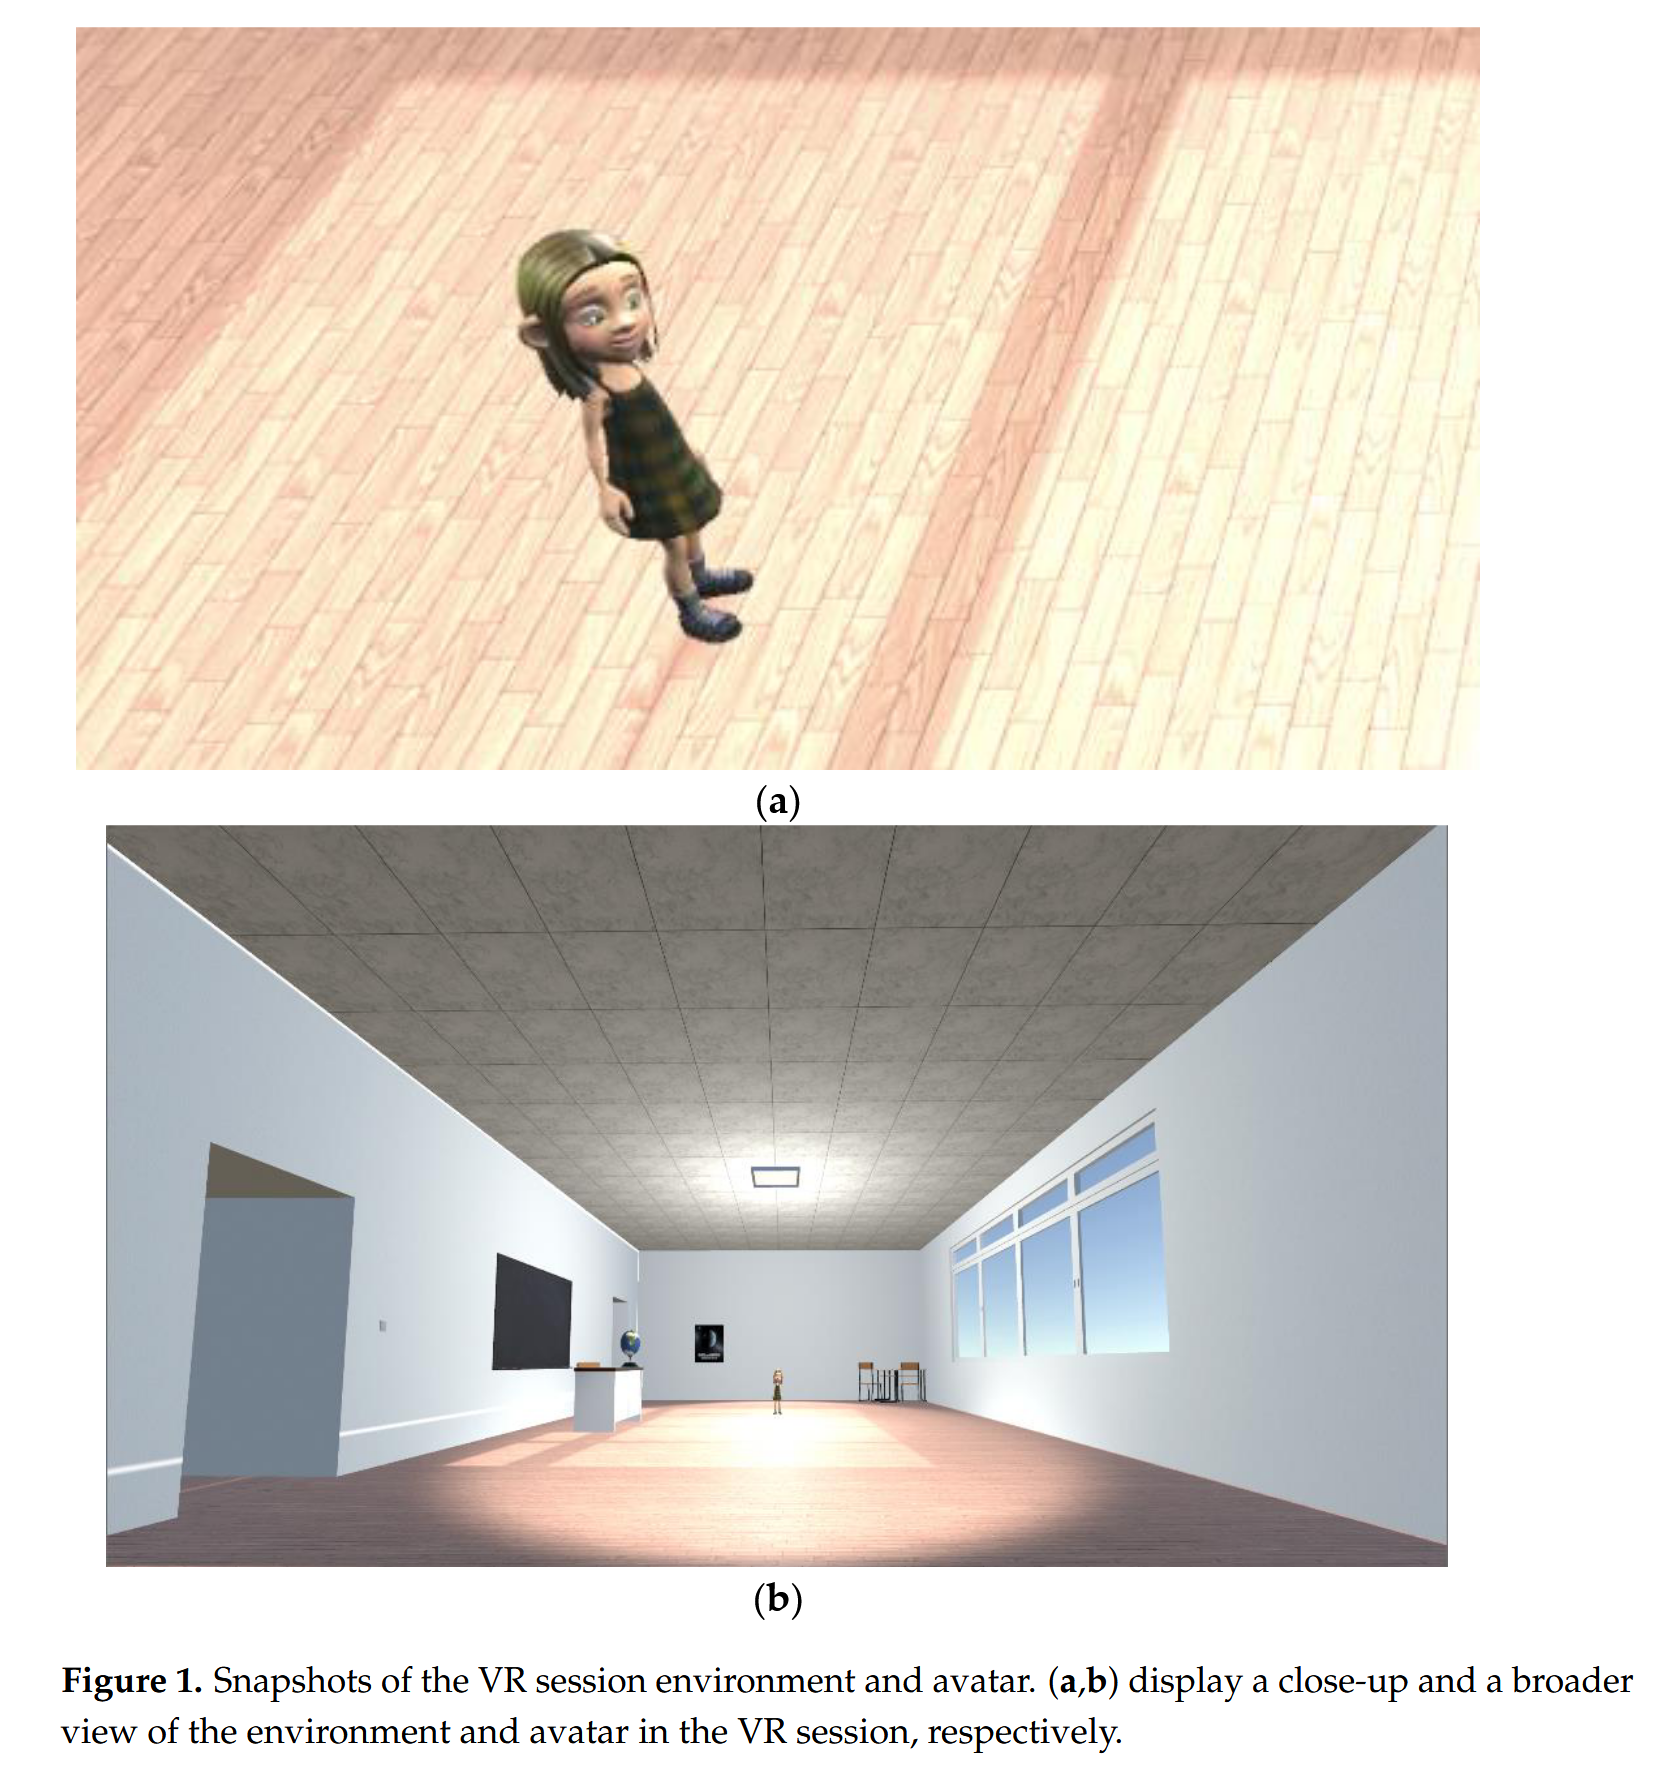 (a)
(b)
Figure 1. Snapshots of the VR session environment and avatar. (a,b) display a close-up and a broader
view of the environment and avatar in the VR session, respectively.